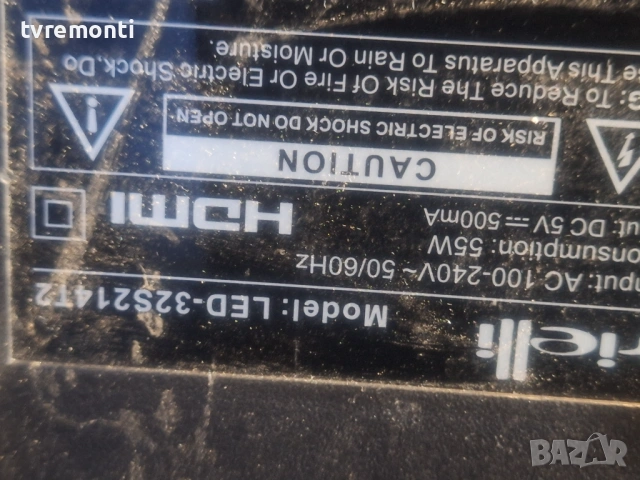 tvremonti
rielli
Model: LED-32S214T2
nput: AC 100-240V~ 50/60Hz
onsumption: 55W
ut: DC 5V 500mA
HDMI
CAUTION
RISK OF ELECTRIC SHOCK DO NOT OPEN
: To Reduce The Risk Of Fire Or Electric Shock.Do
e This Apparatus To Rain Or Moisture.
BAZAR